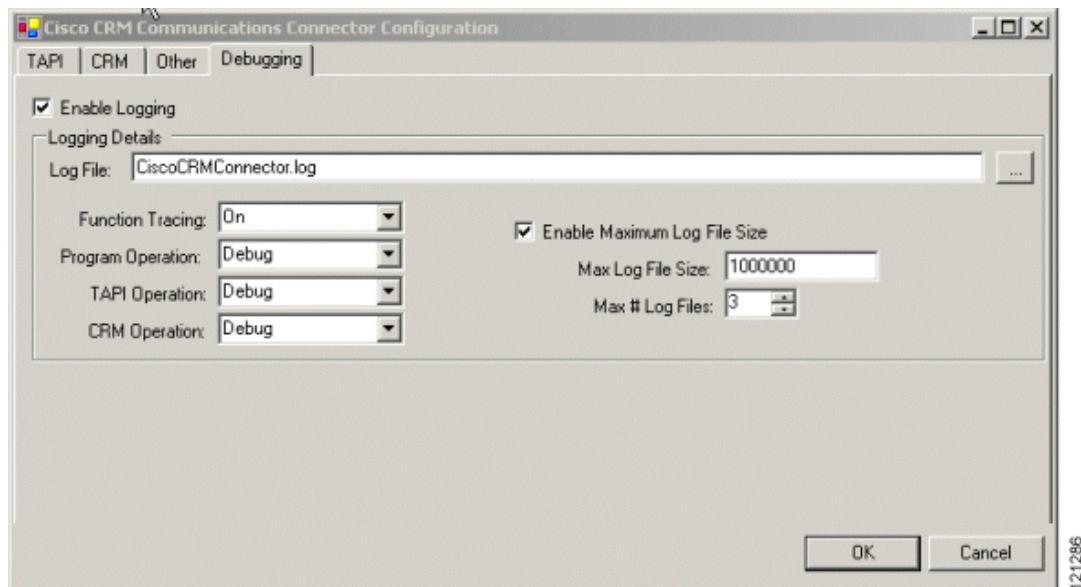 Cisco CRM Communications Connector Configuration
TAPI CRM Other Debugging
Enable Logging
Logging Details
Log File: CiscoCRMConnector.log ...
Function Tracing: On
Program Operation: Debug
TAPI Operation: Debug
CRM Operation: Debug
Enable Maximum Log File Size
Max Log File Size: 1000000
Max # Log Files: 3
OK Cancel
121286